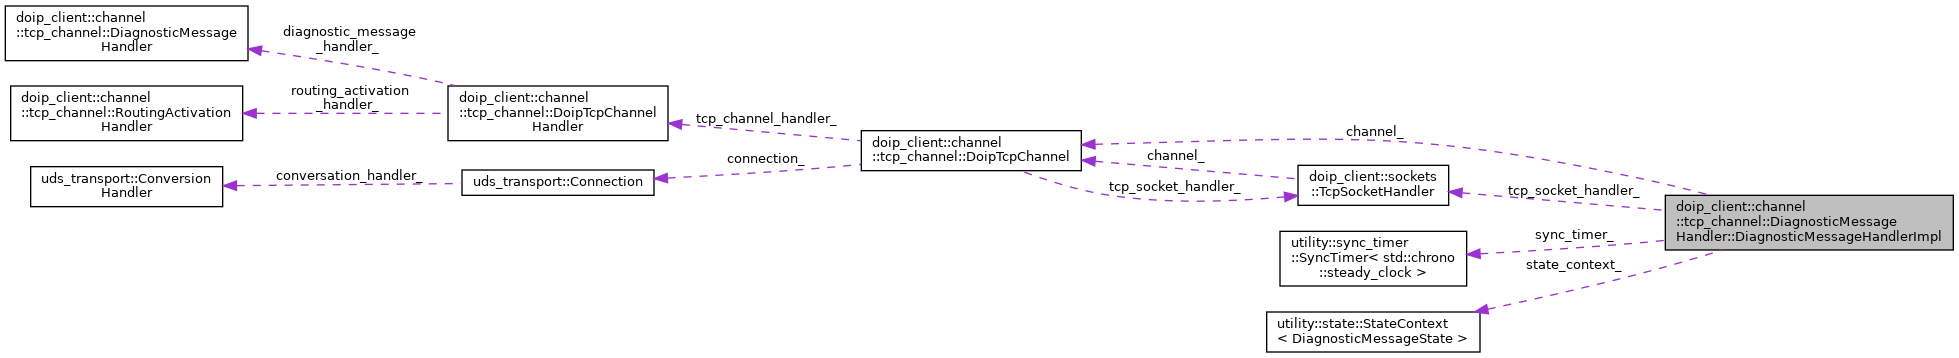 doip_client::channel
::tcp_channel::DiagnosticMessage
Handler
diagnostic_message
_handler_
doip_client::channel
::tcp_channel::RoutingActivation
Handler
routing_activation
_handler_
doip_client::channel
::tcp_channel::DoipTcpChannel
Handler
uds_transport::Conversion
Handler
conversation_handler_
uds_transport::Connection
tcp_channel_handler_
connection_
doip_client::channel
::tcp_channel::DoipTcpChannel
channel_
channel_
tcp_socket_handler_
doip_client::sockets
::TcpSocketHandler
tcp_socket_handler_
utility::sync_timer
::SyncTimer< std::chrono
::steady_clock >
sync_timer_
state_context_
utility::state::StateContext
< DiagnosticMessageState >
doip_client::channel
::tcp_channel::DiagnosticMessage
Handler::DiagnosticMessageHandlerImpl